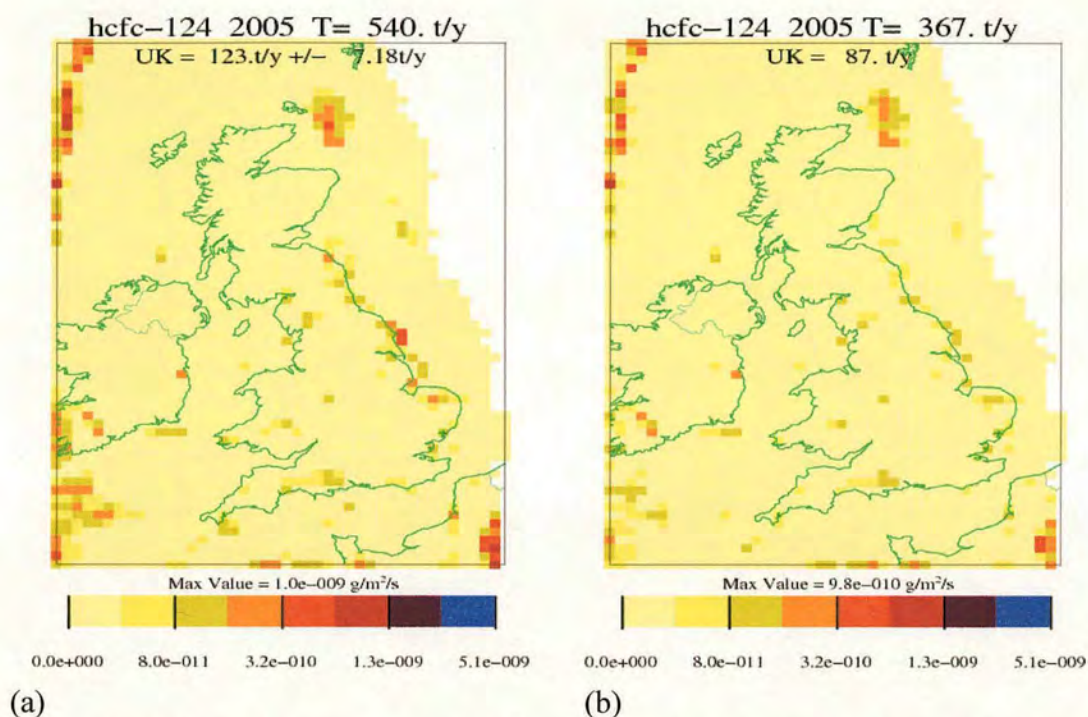 hcfc-124 2005 T= 540. t/y
UK = 123.t/y +/- 7.18t/y
Max Value = 1.0e-009 g/m²/s
0.0e+000 8.0e-011 3.2e-010 1.3e-009 5.1e-009
(a)
hcfc-124 2005 T= 367. t/y
UK = 87. t/y
Max Value = 9.8e-010 g/m²/s
0.0e+000 8.0e-011 3.2e-010 1.3e-009 5.1e-009
(b)